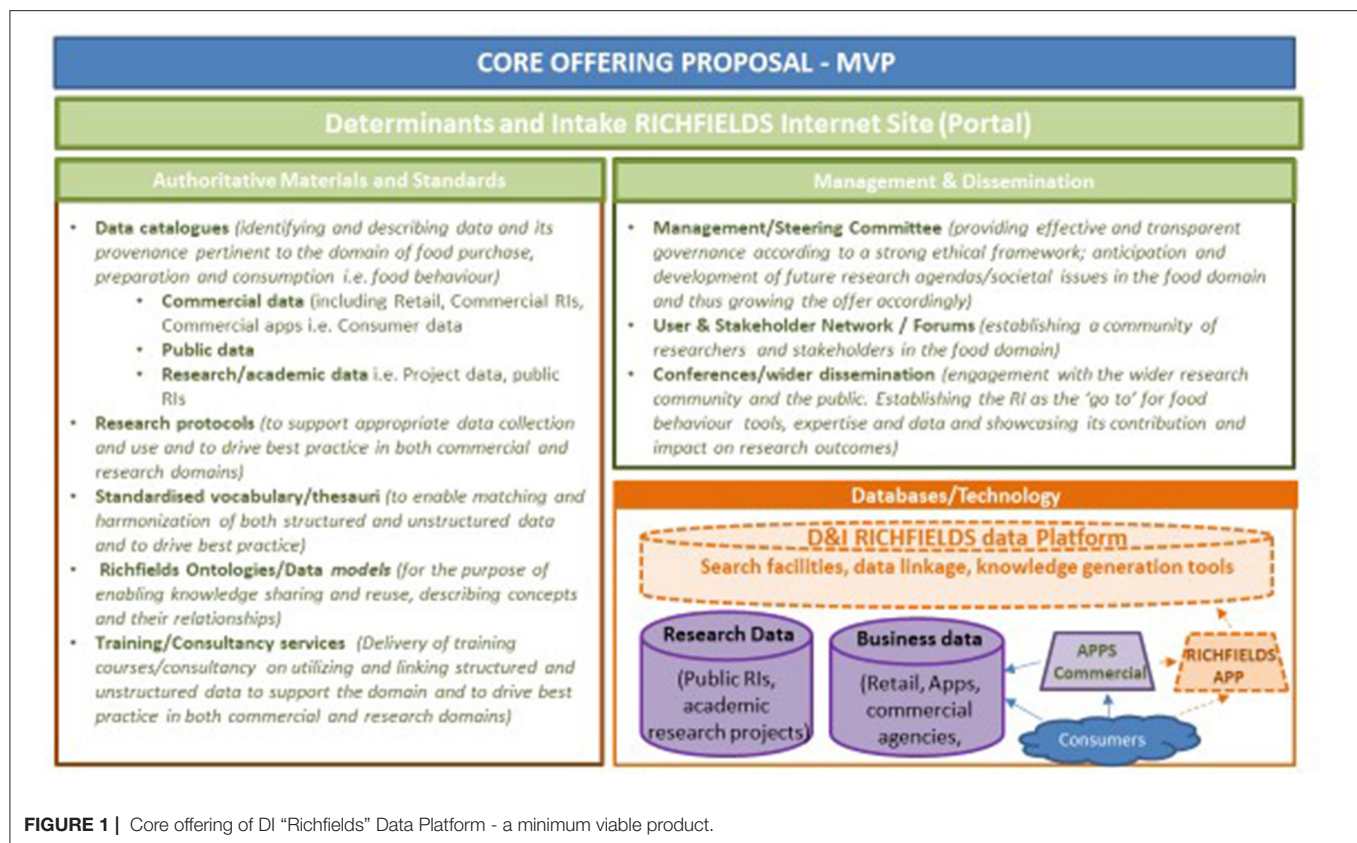 CORE OFFERING PROPOSAL - MVP
Determinants and Intake RICHFIELDS Internet Site (Portal)
Authoritative Materials and Standards
• Data catalogues (identifying and describing data and its
provenance pertinent to the domain of food purchase,
preparation and consumption i.e. food behaviour)
• Commercial data (including Retail, Commercial RIs,
Commercial apps i.e. Consumer data
• Public data
• Research/academic data i.e. Project data, public
RIs
• Research protocols (to support appropriate data collection
and use and to drive best practice in both commercial and
research domains)
• Standardised vocabulary/thesauri (to enable matching and
harmonization of both structured and unstructured data
and to drive best practice)
• Richfields Ontologies/Data models (for the purpose of
enabling knowledge sharing and reuse, describing concepts
and their relationships)
• Training/Consultancy services (Delivery of training
courses/consultancy on utilizing and linking structured and
unstructured data to support the domain and to drive best
practice in both commercial and research domains)
Management & Dissemination
• Management/Steering Committee (providing effective and transparent
governance according to a strong ethical framework; anticipation and
development of future research agendas/societal issues in the food domain
and thus growing the offer accordingly)
• User & Stakeholder Network / Forums (establishing a community of
researchers and stakeholders in the food domain)
• Conferences/wider dissemination (engagement with the wider research
community and the public. Establishing the RI as the 'go to' for food
behaviour tools, expertise and data and showcasing its contribution and
impact on research outcomes)
Databases/Technology
D&I RICHFIELDS data Platform
Search facilities, data linkage, knowledge generation tools
Research Data
(Public RIs,
academic
research projects)
Business data
(Retail, Apps,
commercial
agencies,
APPS
Commercial
RICHFIELDS
APP
Consumers
FIGURE 1 | Core offering of DI "Richfields" Data Platform - a minimum viable product.